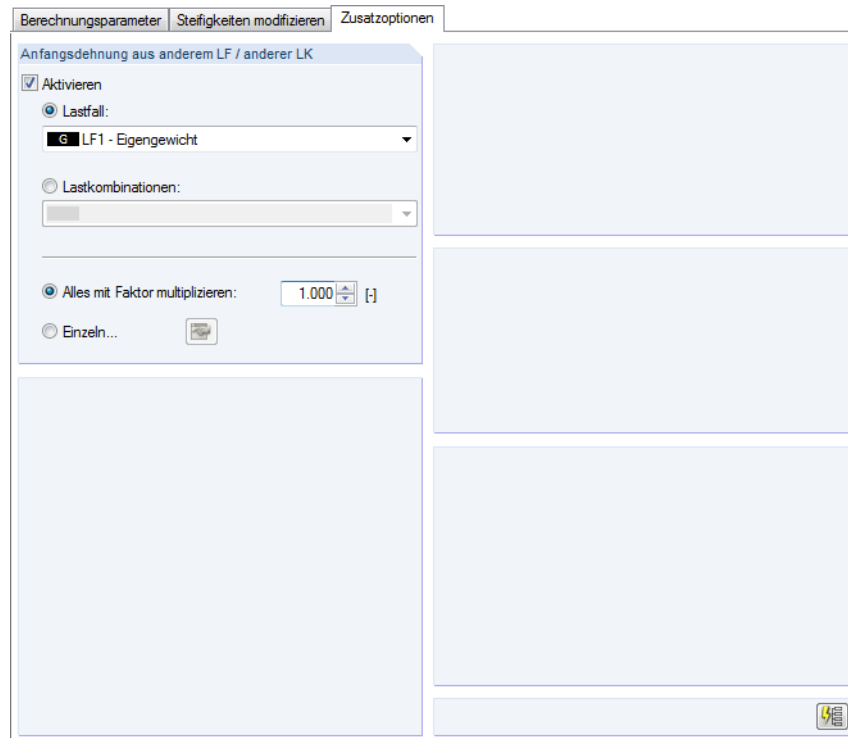 Berechnungsparameter Steifigkeiten modifizieren Zusatzoptionen
Anfangsdehnung aus anderem LF / anderer LK
Aktivieren
Lastfall:
G LF1 - Eigengewicht
Lastkombinationen:
Alles mit Faktor multiplizieren: 1.000 [-]
Einzeln...